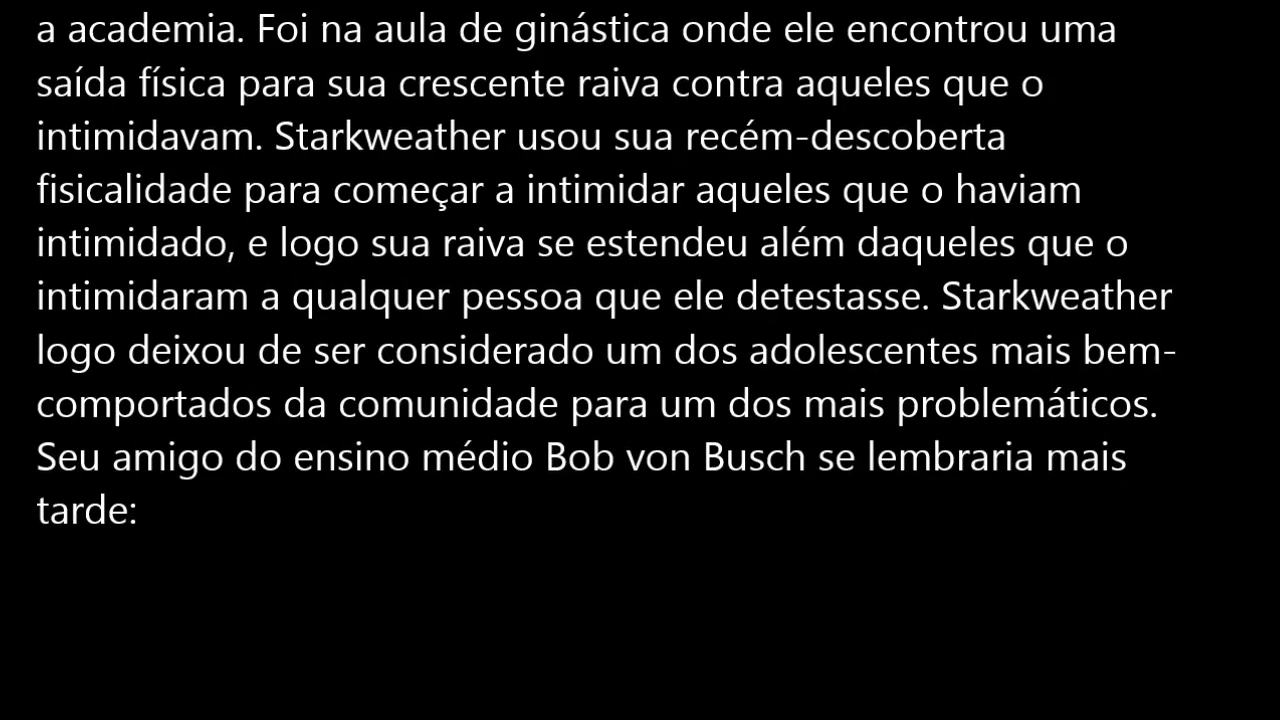 a academia. Foi na aula de ginástica onde ele encontrou uma
saída física para sua crescente raiva contra aqueles que o
intimidavam. Starkweather usou sua recém-descoberta
fisicalidade para começar a intimidar aqueles que o haviam
intimidado, e logo sua raiva se estendeu além daqueles que o
intimidaram a qualquer pessoa que ele detestasse. Starkweather
logo deixou de ser considerado um dos adolescentes mais bem-
comportados da comunidade para um dos mais problemáticos.
Seu amigo do ensino médio Bob von Busch se lembraria mais
tarde: